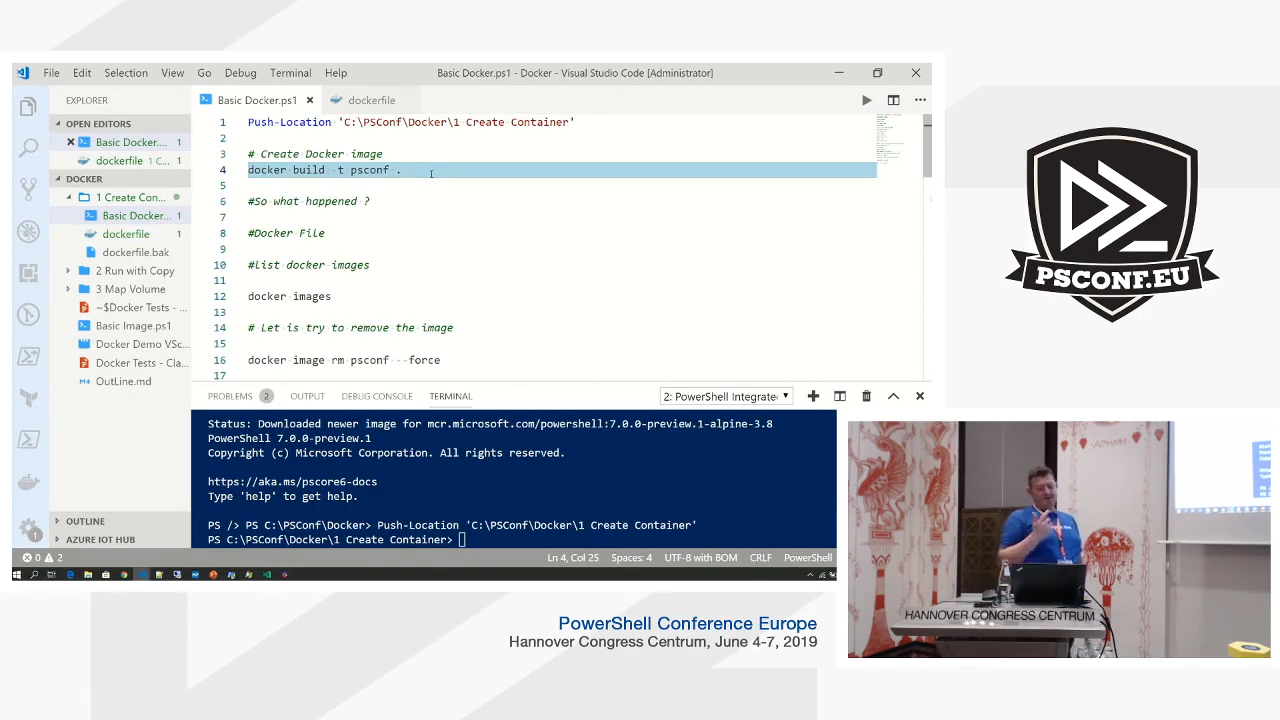 File Edit Selection View Go Debug Terminal Help
Basic Docker.ps1 - Docker - Visual Studio Code [Administrator]
EXPLORER
OPEN EDITORS
Basic Docker...
dockerfile 1 C...
DOCKER
1 Create Con...
Basic Docker... 1
dockerfile 1
dockerfile.bak
2 Run with Copy
3 Map Volume
~$Docker Tests - ...
Basic Image.ps1
Docker Demo VSc...
Docker Tests - Cla...
OutLine.md
OUTLINE
AZURE IOT HUB
Basic Docker.ps1
dockerfile
1 Push-Location 'C:\PSConf\Docker\1 Create Container'
2
3 # Create Docker image
4 docker build -t psconf .
5
6 #So what happened ?
7
8 #Docker File
9
10 #List docker images
11
12 docker images
13
14 # Let is try to remove the image
15
16 docker image rm psconf --force
17
PROBLEMS 2 OUTPUT DEBUG CONSOLE TERMINAL
2: PowerShell Integrate
Status: Downloaded newer image for mcr.microsoft.com/powershell:7.0.0-preview.1-alpine-3.8
PowerShell 7.0.0-preview.1
Copyright (c) Microsoft Corporation. All rights reserved.
https://aka.ms/pscore6-docs
Type 'help' to get help.
PS /> PS C:\PSConf\Docker> Push-Location 'C:\PSConf\Docker\1 Create Container'
PS C:\PSConf\Docker\1 Create Container>
0 2
Ln 4, Col 25 Spaces: 4 UTF-8 with BOM CRLF PowerShell
PSCONF.EU
HANNOVER CONGRESS CENTRUM
PowerShell Conference Europe
Hannover Congress Centrum, June 4-7, 2019